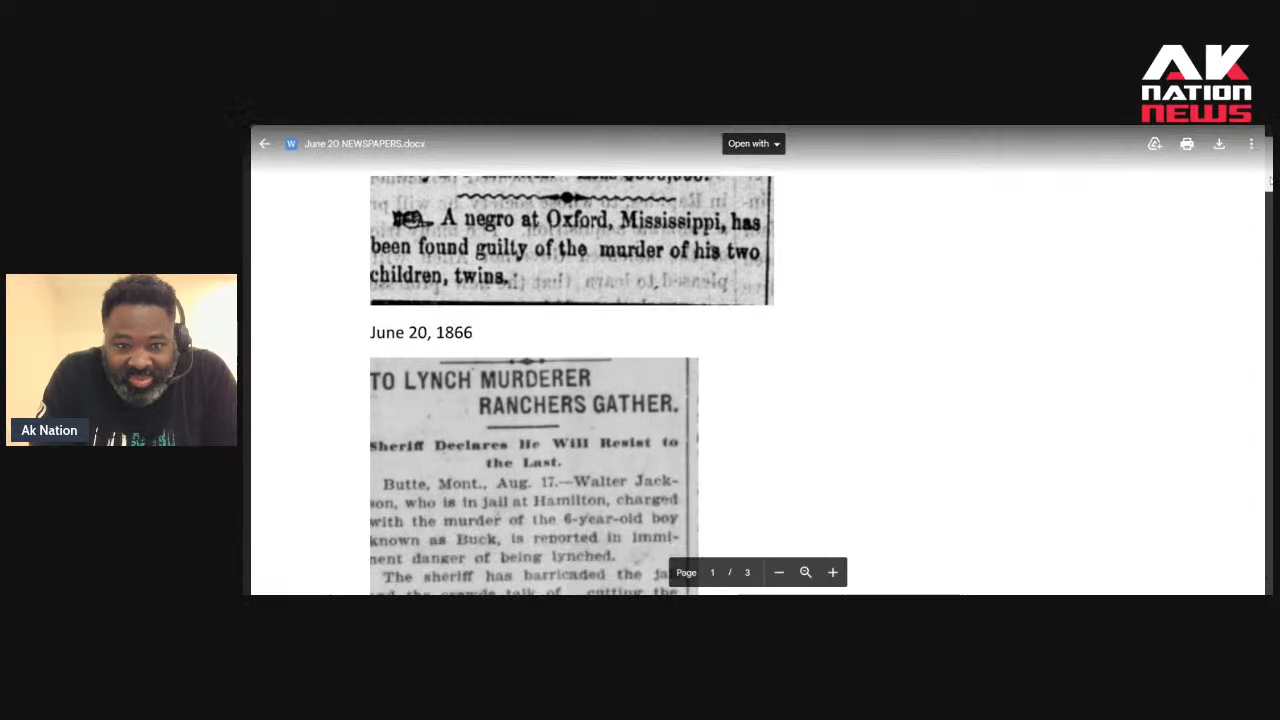 AK
NATION
NEWS
June 20 NEWSPAPERS.docx
Open with
A negro at Oxford, Mississippi, has
been found guilty of the murder of his two
children, twins.
June 20, 1866
TO LYNCH MURDERER
RANCHERS GATHER.
Sheriff Declares He Will Resist to
the Last.
Butte, Mont., Aug. 17.—Walter Jack-
son, who is in jail at Hamilton, charged
with the murder of the 6-year-old boy
known as Buck, is reported in immi-
nent danger of being lynched.
The sheriff has barricaded the
talk of cutting the
Page 1 / 3
Ak Nation